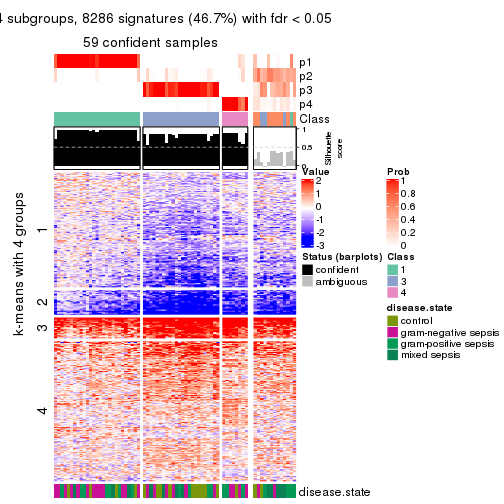 4 subgroups, 8286 signatures (46.7%) with fdr < 0.05
59 confident samples
p1
p2
p3
p4
Class
1
0.5
0
Silhouette
score
k-means with 4 groups
1
2
3
4
disease.state
Value
2
1
0
-1
-2
-3
Prob
1
0.8
0.6
0.4
0.2
0
Status (barplots)
confident
ambiguous
Class
1
3
4
disease.state
control
gram-negative sepsis
gram-positive sepsis
mixed sepsis